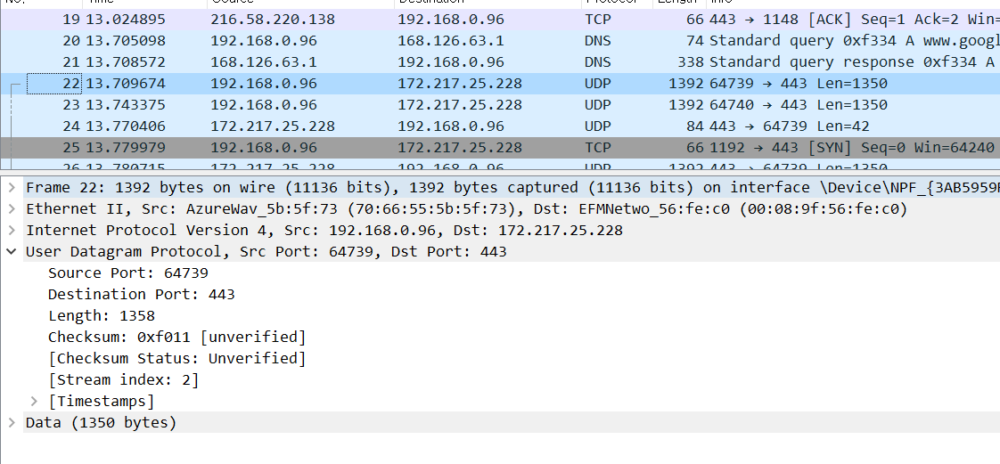 No. Time Source Destination Protocol Length Info
19 13.024895 216.58.220.138 192.168.0.96 TCP 66 443 → 1148 [ACK] Seq=1 Ack=2 Win=
20 13.705098 192.168.0.96 168.126.63.1 DNS 74 Standard query 0xf334 A www.googl
21 13.708572 168.126.63.1 192.168.0.96 DNS 338 Standard query response 0xf334 A
22 13.709674 192.168.0.96 172.217.25.228 UDP 1392 64739 → 443 Len=1350
23 13.743375 192.168.0.96 172.217.25.228 UDP 1392 64740 → 443 Len=1350
24 13.770406 172.217.25.228 192.168.0.96 UDP 84 443 → 64739 Len=42
25 13.779979 192.168.0.96 172.217.25.228 TCP 66 1192 → 443 [SYN] Seq=0 Win=64240
26 13.780715 172.217.25.228 192.168.0.96 UDP 1392 443 → 64739 Len=1350
Frame 22: 1392 bytes on wire (11136 bits), 1392 bytes captured (11136 bits) on interface \Device\NPF_{3AB5959
Ethernet II, Src: AzureWav_5b:5f:73 (70:66:55:5b:5f:73), Dst: EFMNetwo_56:fe:c0 (00:08:9f:56:fe:c0)
Internet Protocol Version 4, Src: 192.168.0.96, Dst: 172.217.25.228
User Datagram Protocol, Src Port: 64739, Dst Port: 443
Source Port: 64739
Destination Port: 443
Length: 1358
Checksum: 0xf011 [unverified]
[Checksum Status: Unverified]
[Stream index: 2]
[Timestamps]
Data (1350 bytes)